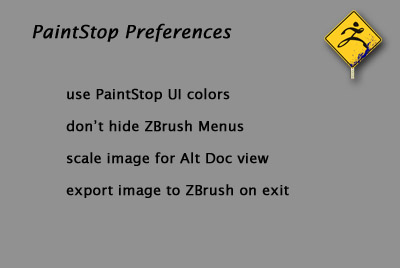 PaintStop Preferences
use PaintStop UI colors
don't hide ZBrush Menus
scale image for Alt Doc view
export image to ZBrush on exit